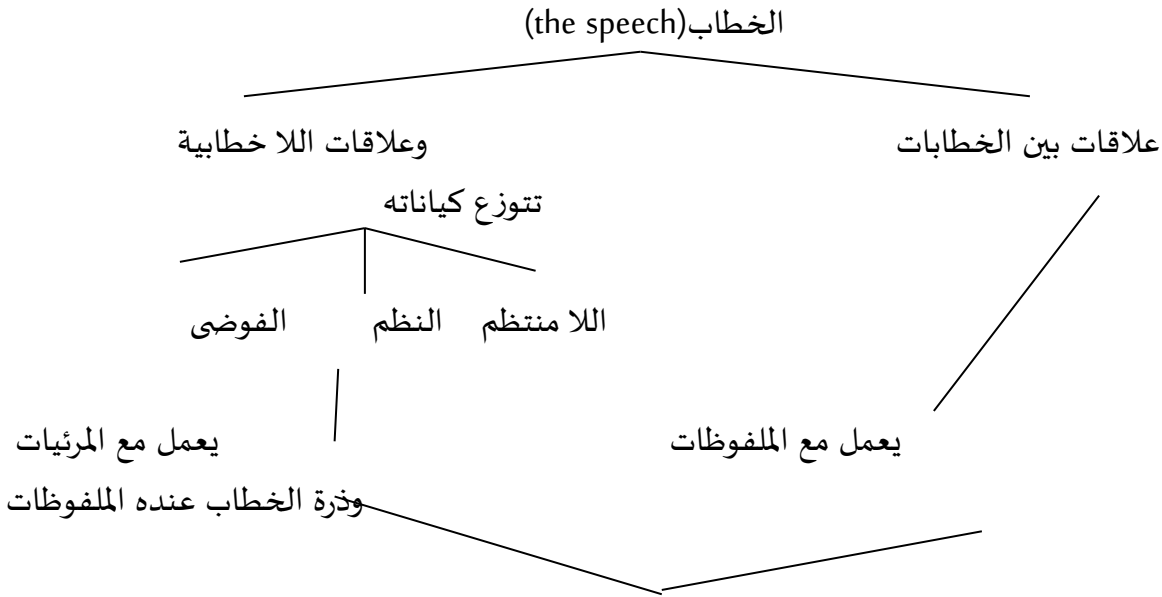 الخطاب(the speech)
علاقات بين الخطابات
وعلاقات اللا خطابية
تتوزع كياناته
اللا منتظم
النظم
الفوضى
يعمل مع الملفوظات
يعمل مع المرئيات
وذرة الخطاب عنده الملفوظات